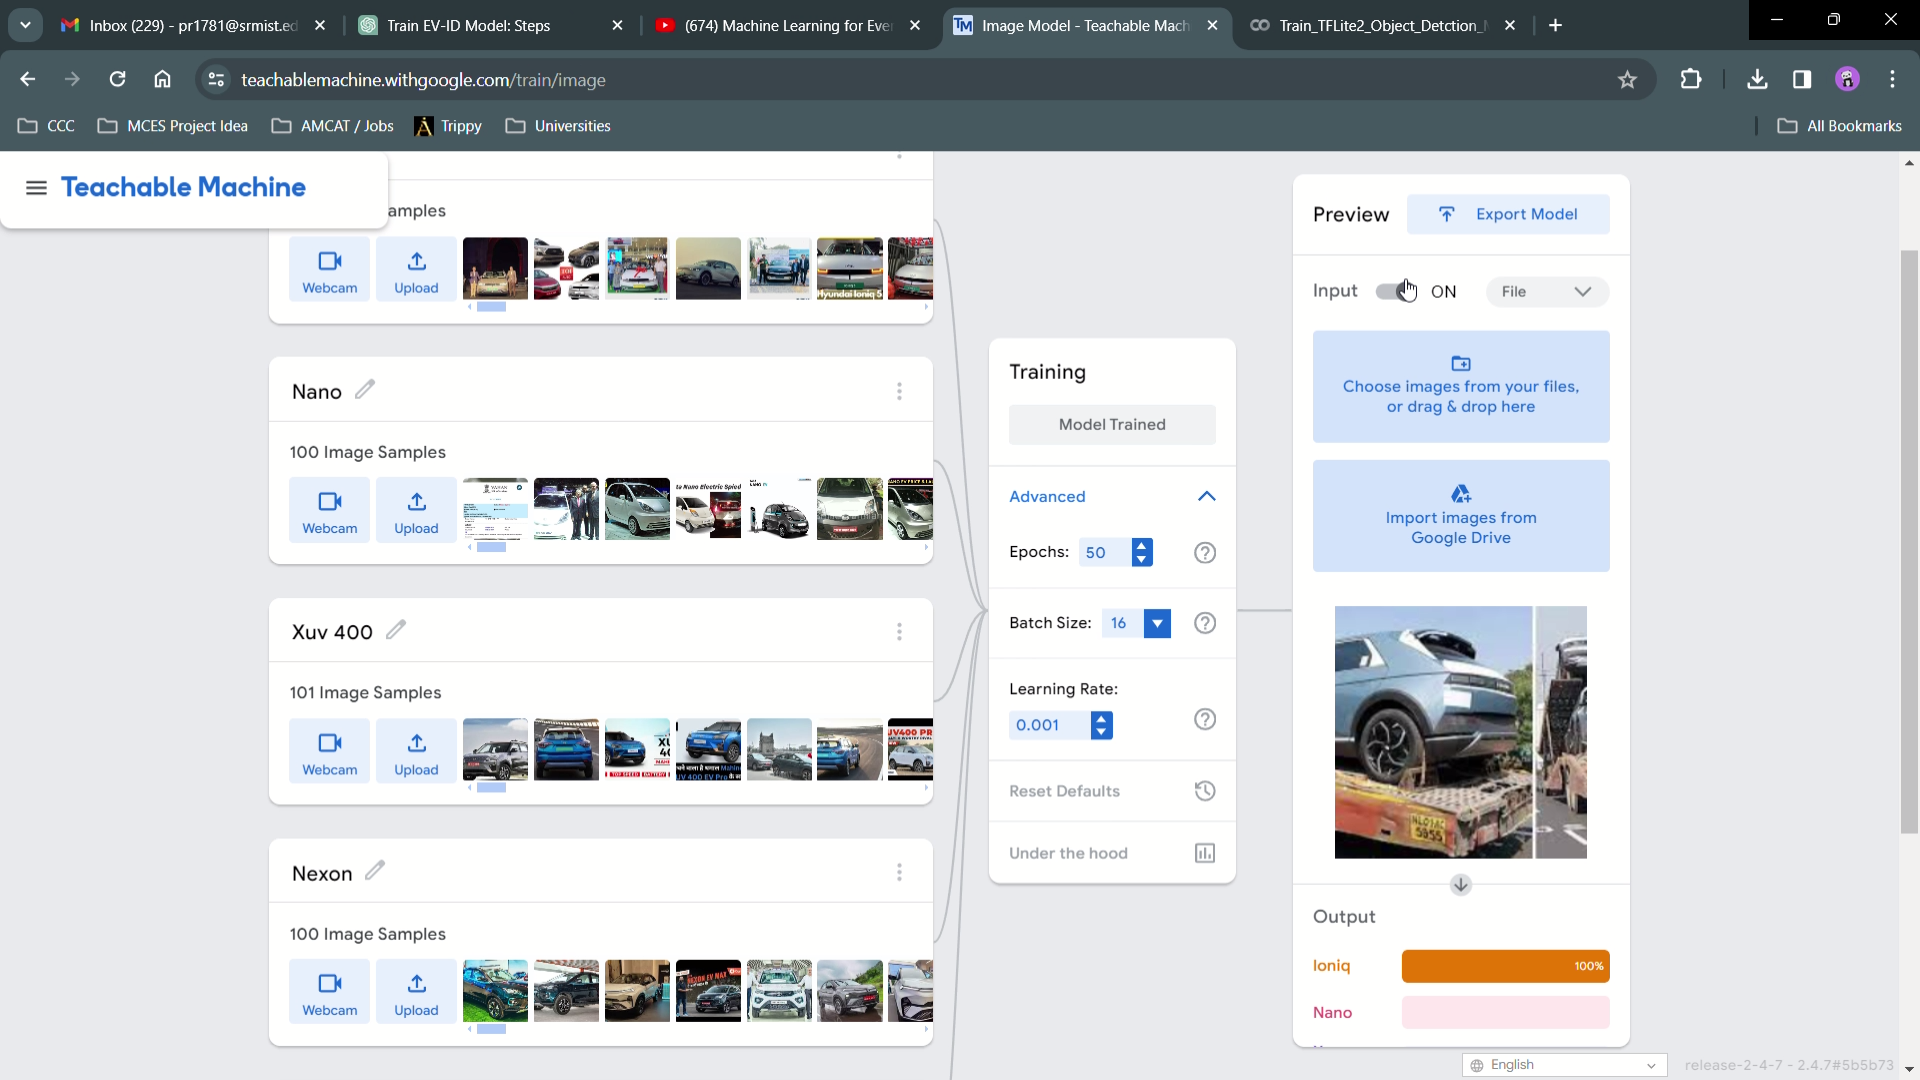 Inbox (229) - pr1781@srmist.ed
Train EV-ID Model: Steps
(674) Machine Learning for Ever
Image Model - Teachable Mach
Train_TFLite2_Object_Detction_
teachablemachine.withgoogle.com/train/image
CCC
MCES Project Idea
AMCAT / Jobs
Trippy
Universities
All Bookmarks
Teachable Machine
amples
Webcam
Upload
Nano
100 Image Samples
Webcam
Upload
Xuv 400
101 Image Samples
Webcam
Upload
Nexon
100 Image Samples
Webcam
Upload
Training
Model Trained
Advanced
Epochs: 50
Batch Size: 16
Learning Rate:
0.001
Reset Defaults
Under the hood
Preview
Export Model
Input
ON
File
Choose images from your files,
or drag & drop here
Import images from
Google Drive
5955
Output
Ioniq
100%
Nano
English
release-2-4-7 - 2.4.7#5b5b73